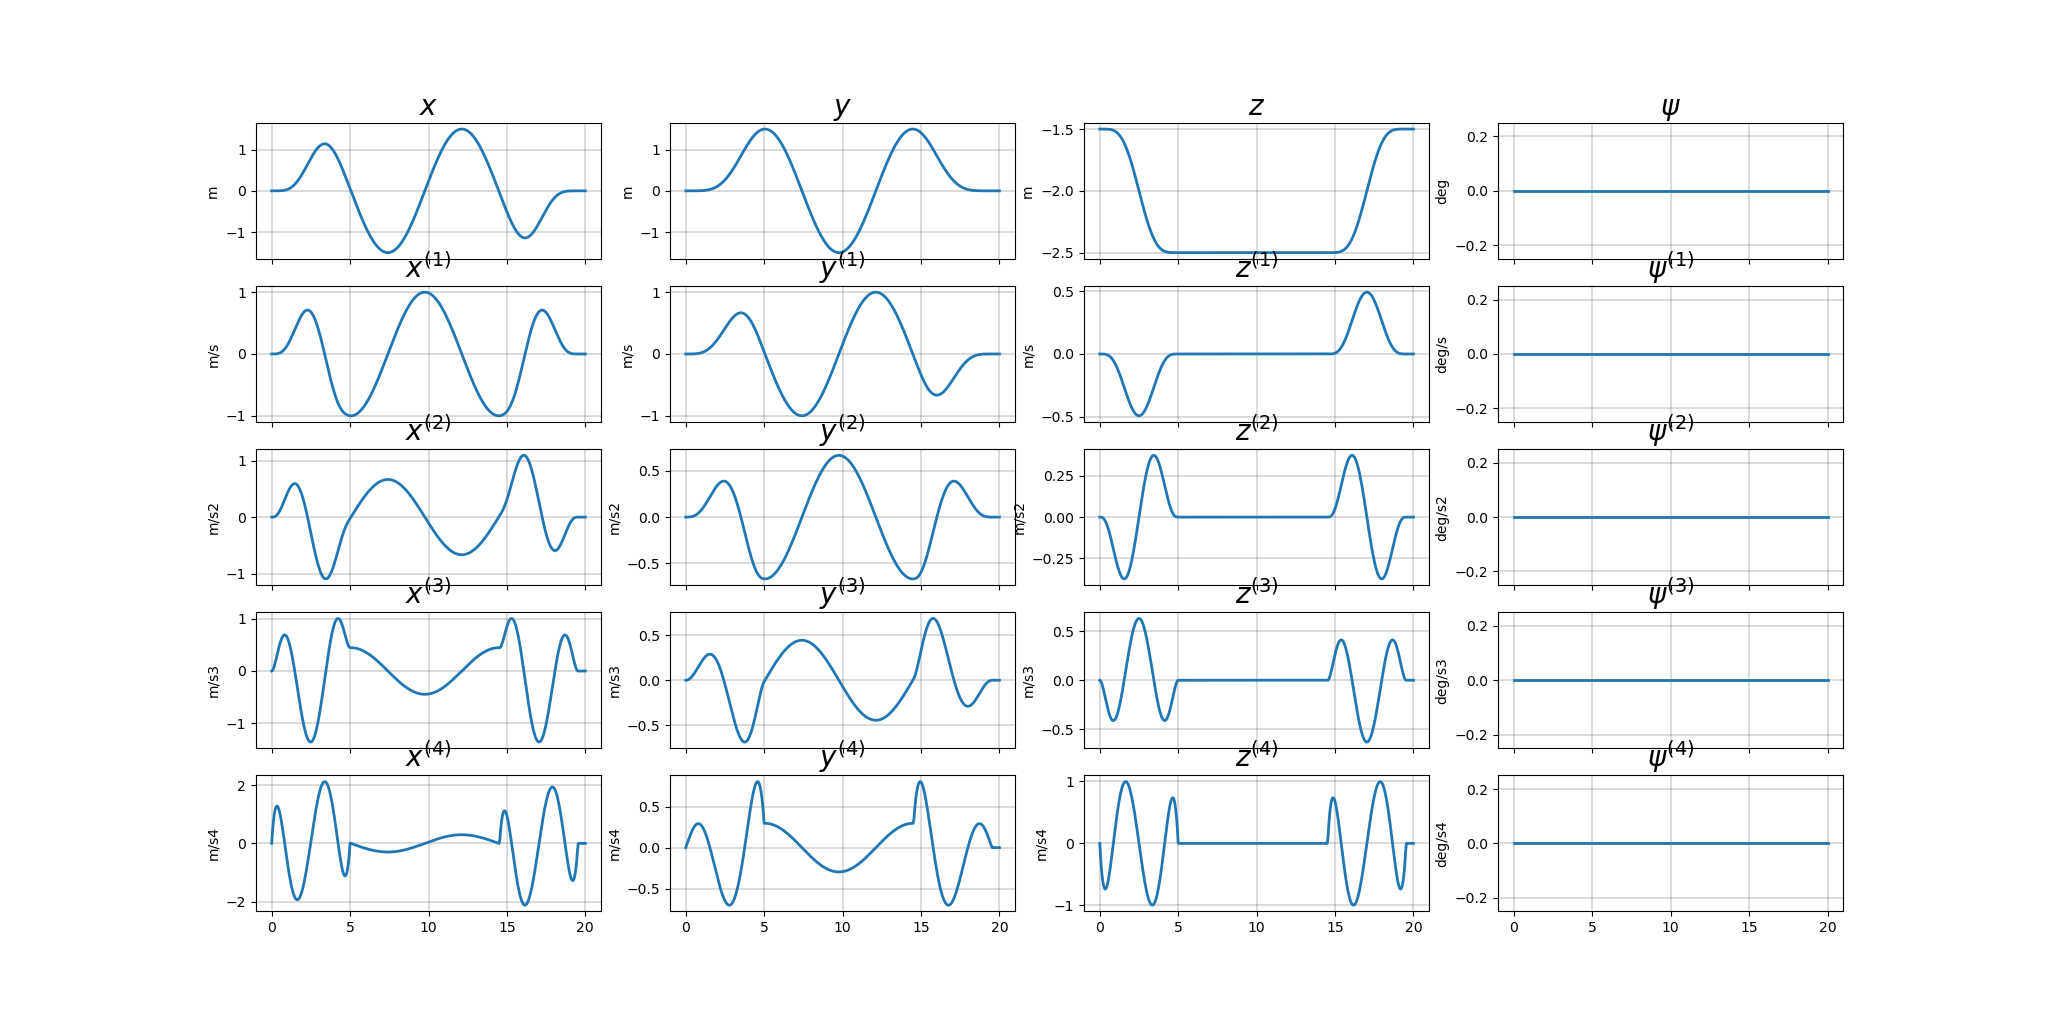 x y z ψ
1 0 −1 m
1 0 −1 m
−1.5 −2.0 −2.5 m
0.2 0.0 −0.2 deg
x(1) y(1) z(1) ψ(1)
1 0 −1 m/s
1 0 −1 m/s
0.5 0.0 −0.5 m/s
0.2 0.0 −0.2 deg/s
x(2) y(2) z(2) ψ(2)
1 0 −1 m/s2
0.5 0.0 −0.5 m/s2
0.25 0.00 −0.25 m/s2
0.2 0.0 −0.2 deg/s2
x(3) y(3) z(3) ψ(3)
1 0 −1 m/s3
0.5 0.0 −0.5 m/s3
0.5 0.0 −0.5 m/s3
0.2 0.0 −0.2 deg/s3
x(4) y(4) z(4) ψ(4)
2 0 −2 m/s4
0.5 0.0 −0.5 m/s4
1 0 −1 m/s4
0.2 0.0 −0.2 deg/s4
0 5 10 15 20
0 5 10 15 20
0 5 10 15 20
0 5 10 15 20